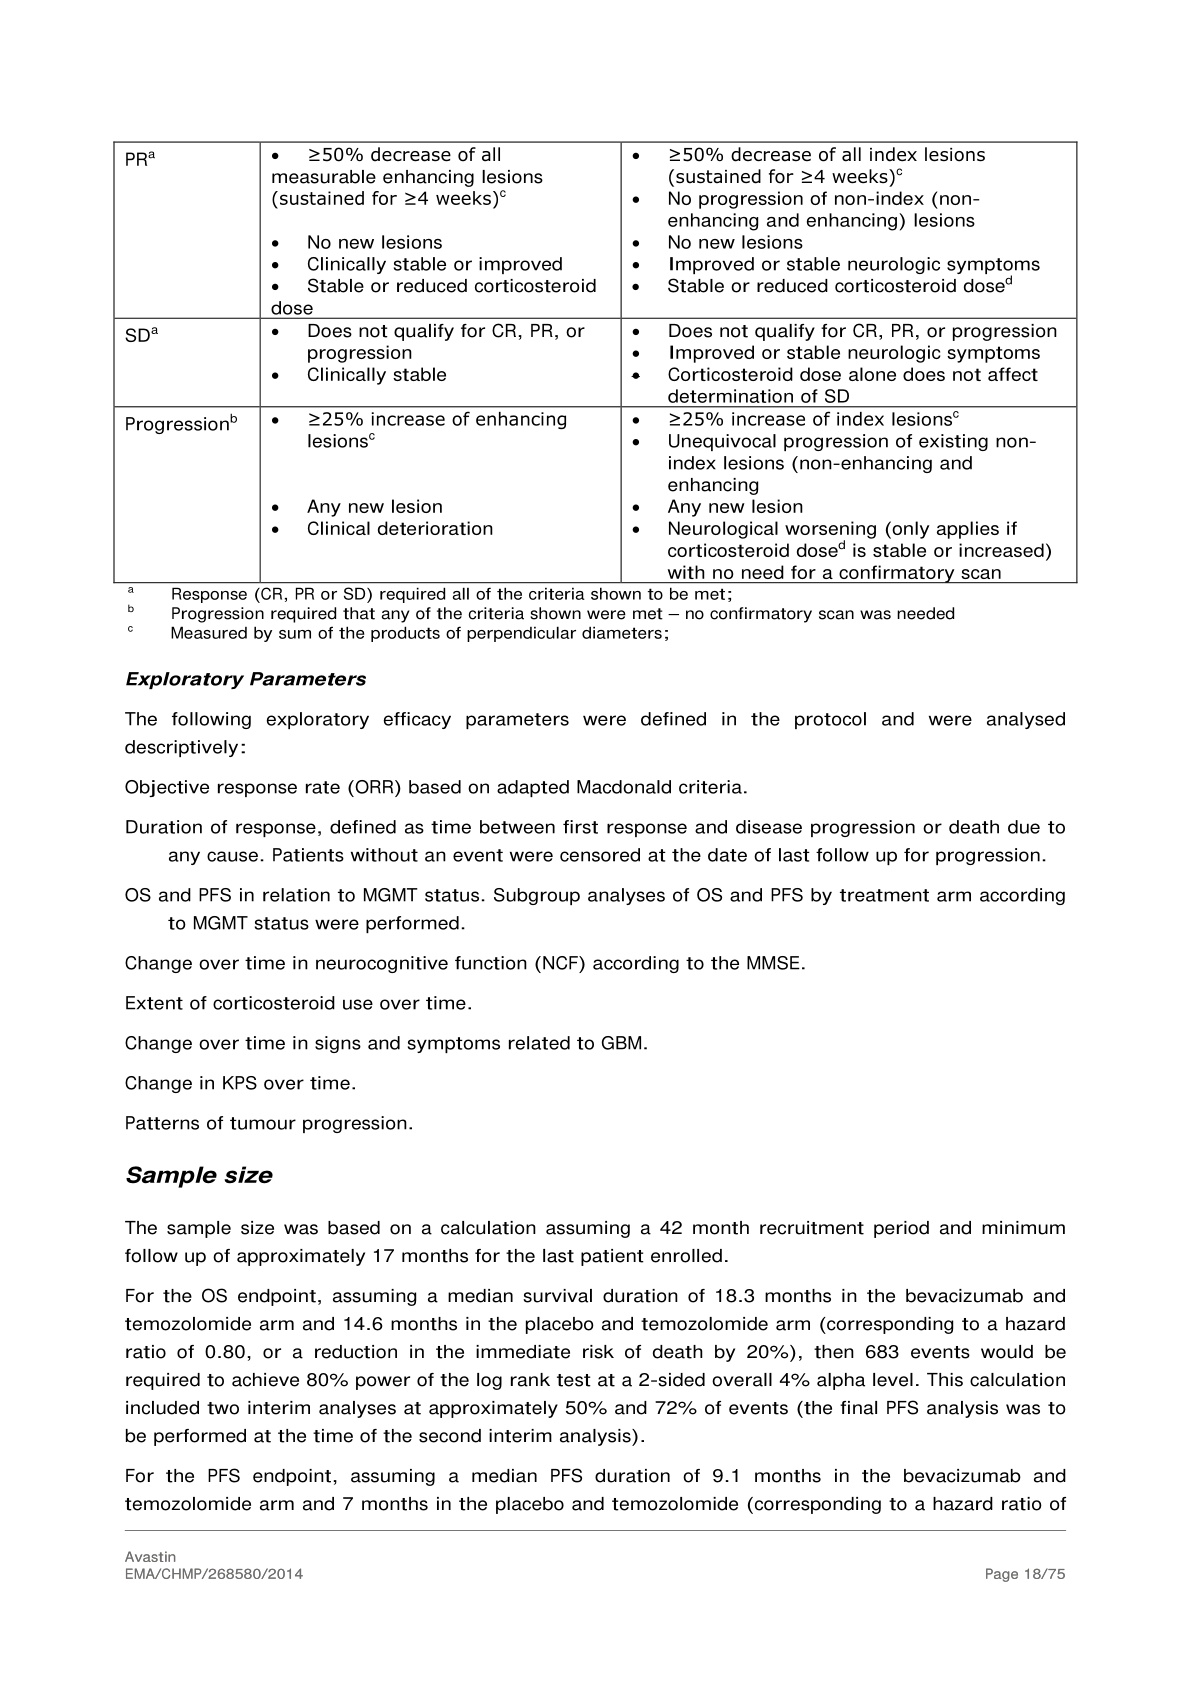 PRa
• ≥50% decrease of all
measurable enhancing lesions
(sustained for ≥4 weeks)c
• No new lesions
• Clinically stable or improved
• Stable or reduced corticosteroid
dose
• ≥50% decrease of all index lesions
(sustained for ≥4 weeks)c
• No progression of non-index (non-
enhancing and enhancing) lesions
• No new lesions
• Improved or stable neurologic symptoms
• Stable or reduced corticosteroid dosed
SDa
• Does not qualify for CR, PR, or
progression
• Clinically stable
• Does not qualify for CR, PR, or progression
• Improved or stable neurologic symptoms
• Corticosteroid dose alone does not affect
determination of SD
Progressionb
• ≥25% increase of enhancing
lesionsc
• Any new lesion
• Clinical deterioration
• ≥25% increase of index lesionsc
• Unequivocal progression of existing non-
index lesions (non-enhancing and
enhancing
• Any new lesion
• Neurological worsening (only applies if
corticosteroid dosed is stable or increased)
with no need for a confirmatory scan
a Response (CR, PR or SD) required all of the criteria shown to be met;
b Progression required that any of the criteria shown were met – no confirmatory scan was needed
c Measured by sum of the products of perpendicular diameters;
Exploratory Parameters
The following exploratory efficacy parameters were defined in the protocol and were analysed
descriptively:
Objective response rate (ORR) based on adapted Macdonald criteria.
Duration of response, defined as time between first response and disease progression or death due to
any cause. Patients without an event were censored at the date of last follow up for progression.
OS and PFS in relation to MGMT status. Subgroup analyses of OS and PFS by treatment arm according
to MGMT status were performed.
Change over time in neurocognitive function (NCF) according to the MMSE.
Extent of corticosteroid use over time.
Change over time in signs and symptoms related to GBM.
Change in KPS over time.
Patterns of tumour progression.
Sample size
The sample size was based on a calculation assuming a 42 month recruitment period and minimum
follow up of approximately 17 months for the last patient enrolled.
For the OS endpoint, assuming a median survival duration of 18.3 months in the bevacizumab and
temozolomide arm and 14.6 months in the placebo and temozolomide arm (corresponding to a hazard
ratio of 0.80, or a reduction in the immediate risk of death by 20%), then 683 events would be
required to achieve 80% power of the log rank test at a 2-sided overall 4% alpha level. This calculation
included two interim analyses at approximately 50% and 72% of events (the final PFS analysis was to
be performed at the time of the second interim analysis).
For the PFS endpoint, assuming a median PFS duration of 9.1 months in the bevacizumab and
temozolomide arm and 7 months in the placebo and temozolomide (corresponding to a hazard ratio of
Avastin
EMA/CHMP/268580/2014
Page 18/75